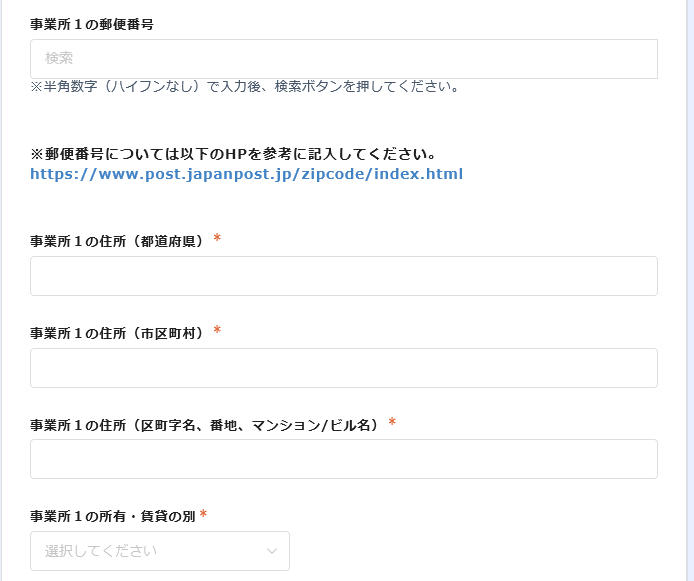 事業所１の郵便番号
検索
※半角数字（ハイフンなし）で入力後、検索ボタンを押してください。
※郵便番号については以下のHPを参考に記入してください。
https://www.post.japanpost.jp/zipcode/index.html
事業所１の住所（都道府県） *
事業所１の住所（市区町村） *
事業所１の住所（区町字名、番地、マンション/ビル名） *
事業所１の所有・賃貸の別 *
選択してください